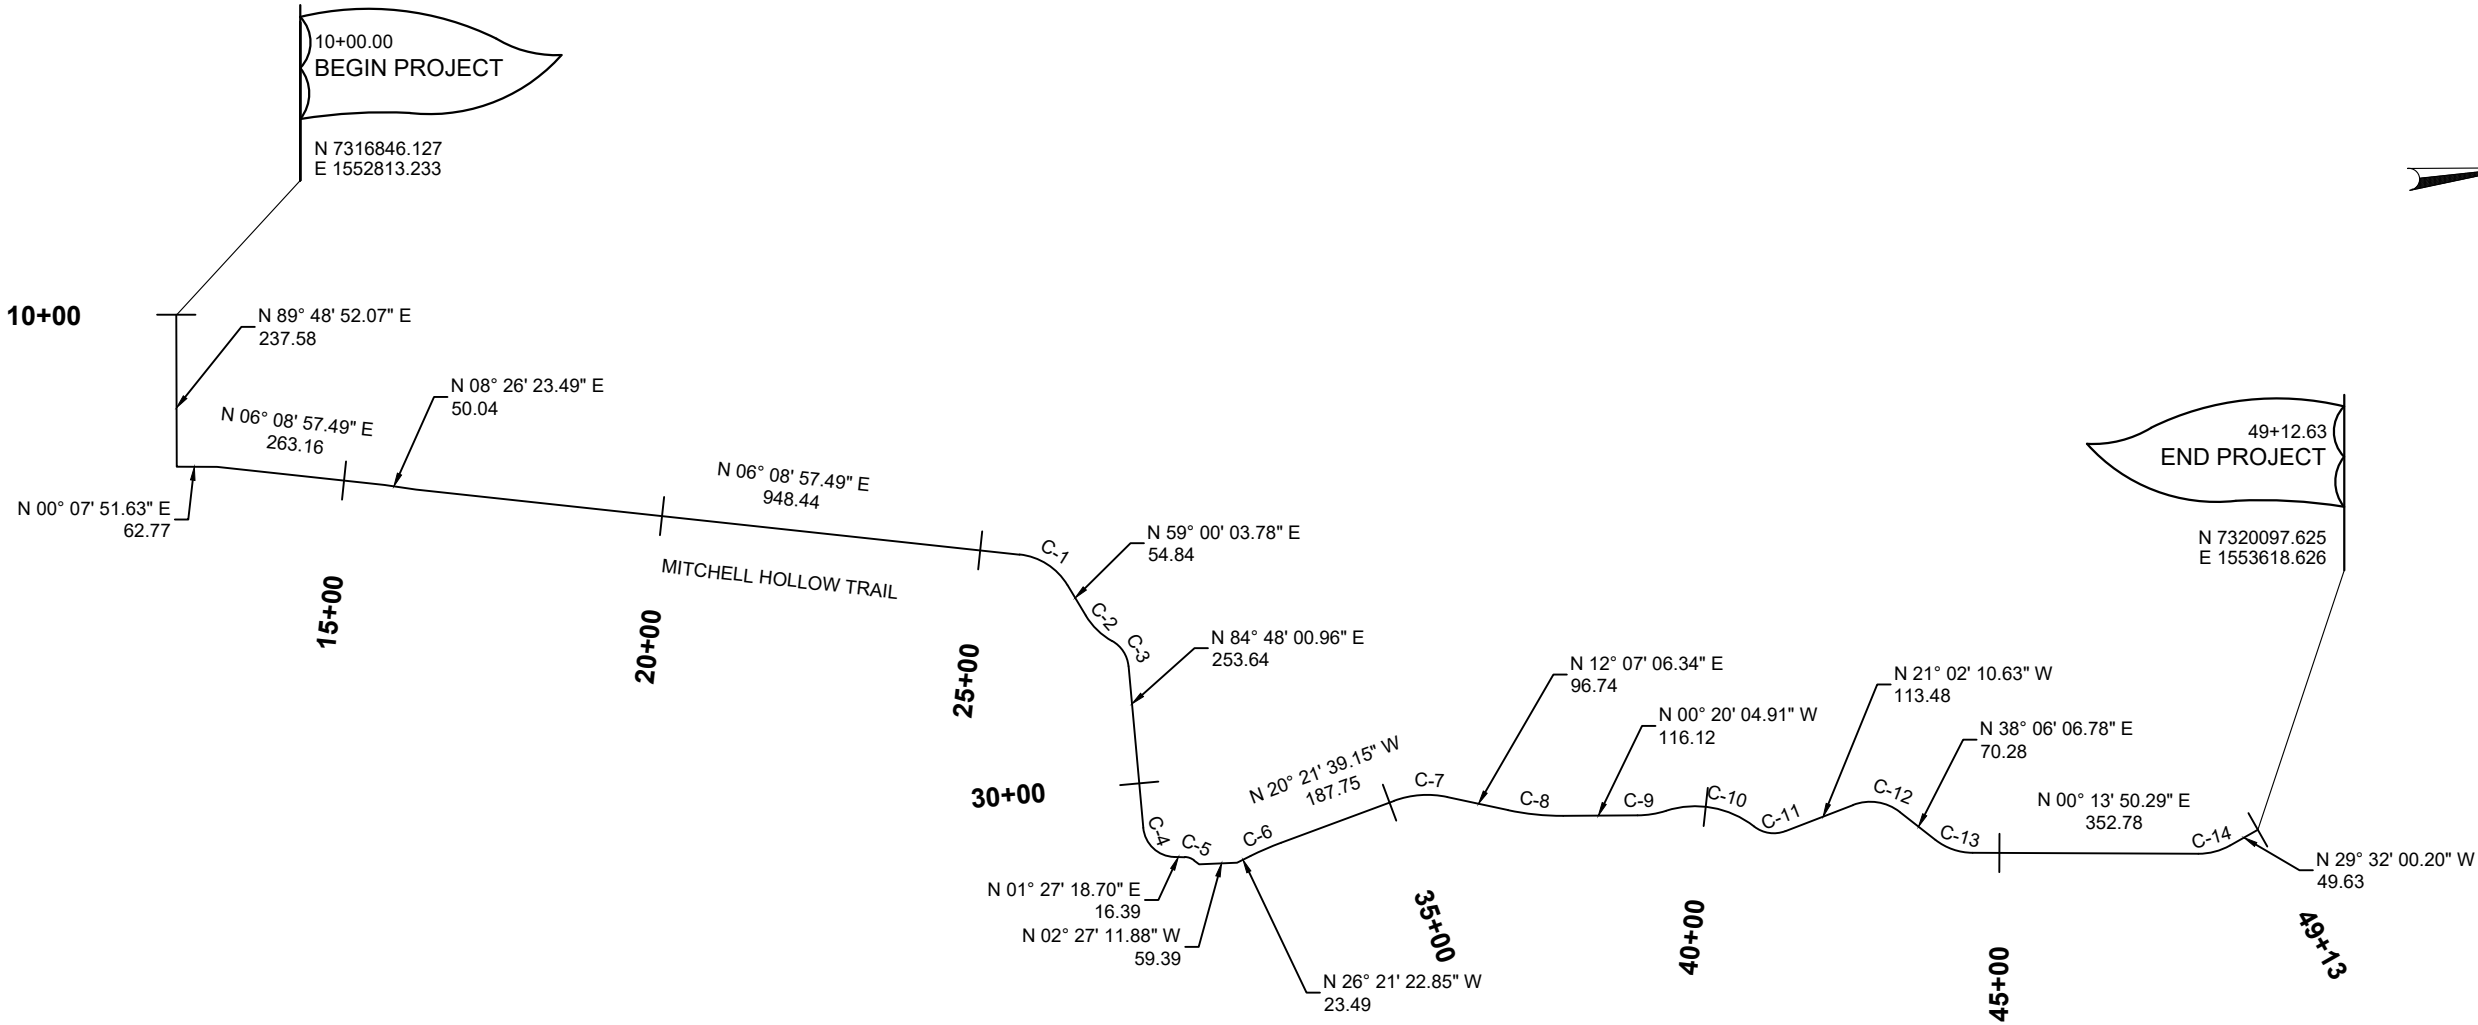 10+00.00
BEGIN PROJECT
N 7316846.127
E 1552813.233
10+00
N 89° 48' 52.07" E
237.58
N 06° 08' 57.49" E
263.16
N 08° 26' 23.49" E
50.04
N 00° 07' 51.63" E
62.77
15+00
N 06° 08' 57.49" E
948.44
MITCHELL HOLLOW TRAIL
20+00
25+00
C-1
N 59° 00' 03.78" E
54.84
C-2
C-3
N 84° 48' 00.96" E
253.64
30+00
C-4
C-5
C-6
N 01° 27' 18.70" E
16.39
N 02° 27' 11.88" W
59.39
N 26° 21' 22.85" W
23.49
N 20° 21' 39.15" W
187.75
35+00
C-7
N 12° 07' 06.34" E
96.74
C-8
N 00° 20' 04.91" W
116.12
C-9
C-10
40+00
C-11
N 21° 02' 10.63" W
113.48
C-12
N 38° 06' 06.78" E
70.28
C-13
45+00
N 00° 13' 50.29" E
352.78
C-14
N 29° 32' 00.20" W
49.63
49+13
49+12.63
END PROJECT
N 7320097.625
E 1553618.626